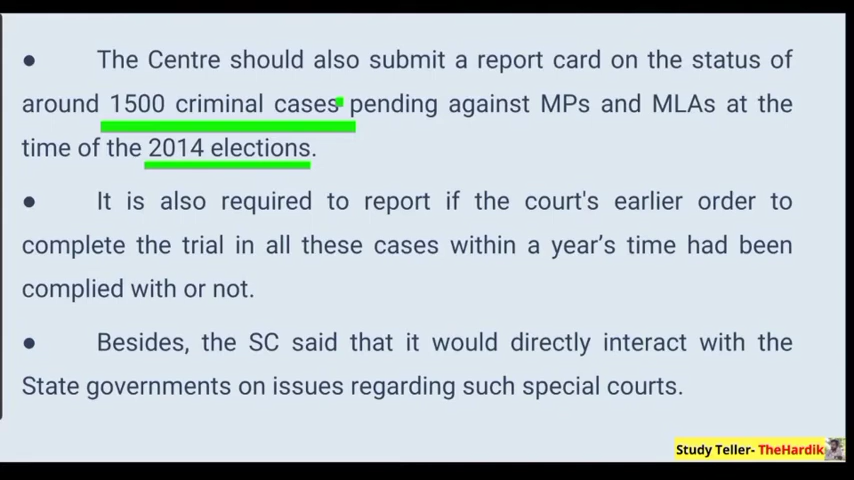 ● The Centre should also submit a report card on the status of
around 1500 criminal cases pending against MPs and MLAs at the
time of the 2014 elections.
● It is also required to report if the court's earlier order to
complete the trial in all these cases within a year’s time had been
complied with or not.
● Besides, the SC said that it would directly interact with the
State governments on issues regarding such special courts.
Study Teller- TheHardik